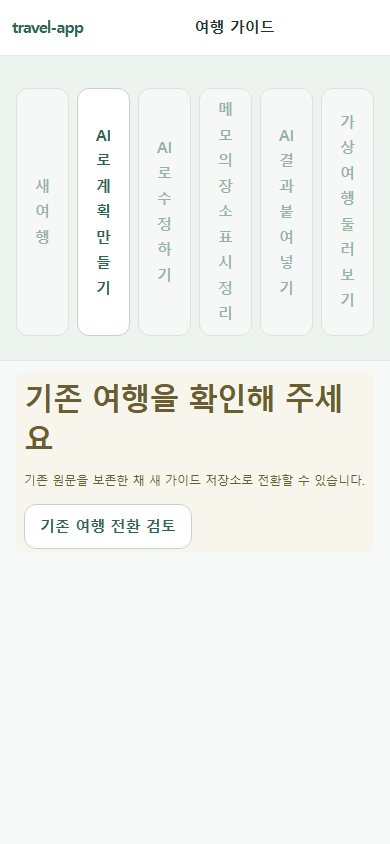 travel-app
여행 가이드
새
여
행
AI
로
계
획
만
들
기
AI
로
수
정
하
기
메
모
의
장
소
표
시
정
리
AI
결
과
붙
여
넣
기
가
상
여
행
둘
러
보
기
기존 여행을 확인해 주세
요
기존 원문을 보존한 채 새 가이드 저장소로 전환할 수 있습니다.
기존 여행 전환 검토